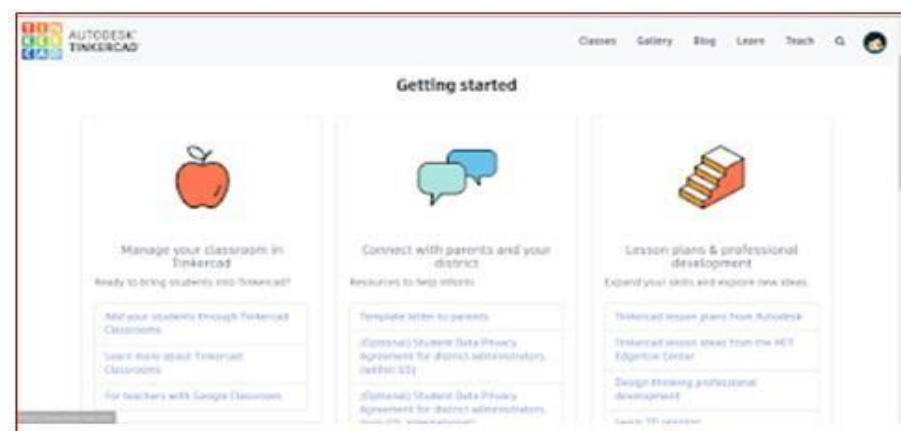 TIN
KER
CAD
AUTODESK
TINKERCAD
Classes Gallery Blog Learn Teach
Getting started
Manage your classroom in
Tinkercad
Ready to bring students into Tinkercad?
Add your students through Tinkercad
Classrooms
Learn more about Tinkercad
Classrooms
For teachers with Google Classroom
Connect with parents and your
district
Resources to help inform
Template letter to parents
(Optional) Student Data Privacy
Agreement for district administrators
(within US)
(Optional) Student Data Privacy
Agreement for district administrators
Lesson plans & professional
development
Expand your skills and explore new ideas.
Tinkercad lesson plans from Autodesk
Tinkercad lesson ideas from the MIT
Edgerton Center
Design thinking professional
development